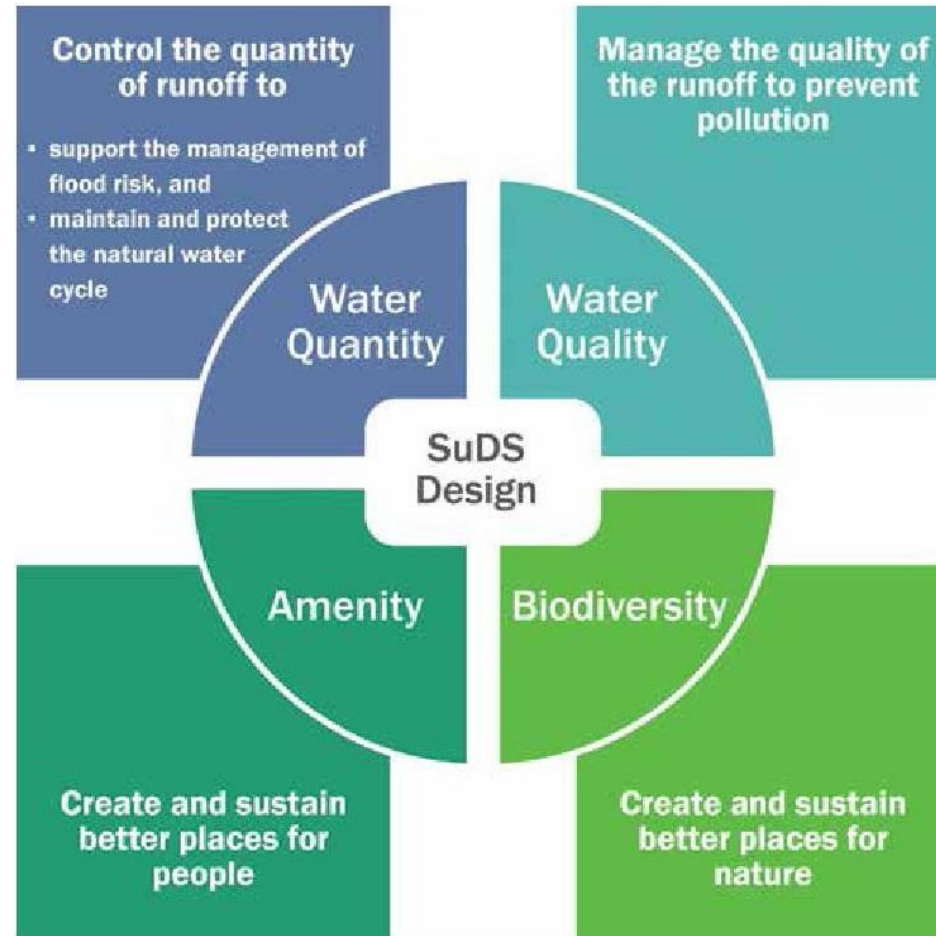 Control the quantity
of runoff to
• support the management of
flood risk, and
• maintain and protect
the natural water
cycle
Water
Quantity
Manage the quality of
the runoff to prevent
pollution
Water
Quality
SuDS
Design
Amenity
Create and sustain
better places for
people
Biodiversity
Create and sustain
better places for
nature